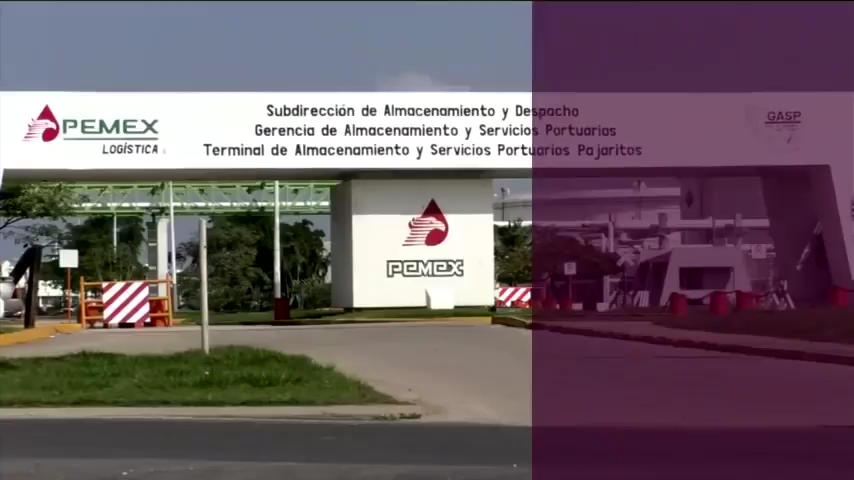 PEMEX
LOGÍSTICA
Subdirección de Almacenamiento y Despacho
Gerencia de Almacenamiento y Servicios Portuarios
Terminal de Almacenamiento y Servicios Portuarios Pajaritos
GASP
PEMEX